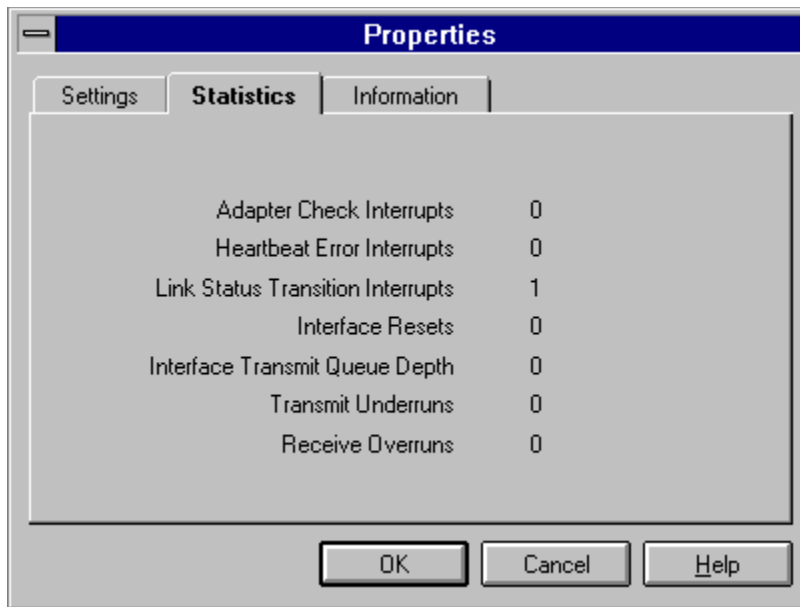 Properties
Settings Statistics Information
Adapter Check Interrupts 0
Heartbeat Error Interrupts 0
Link Status Transition Interrupts 1
Interface Resets 0
Interface Transmit Queue Depth 0
Transmit Underruns 0
Receive Overruns 0
OK Cancel Help